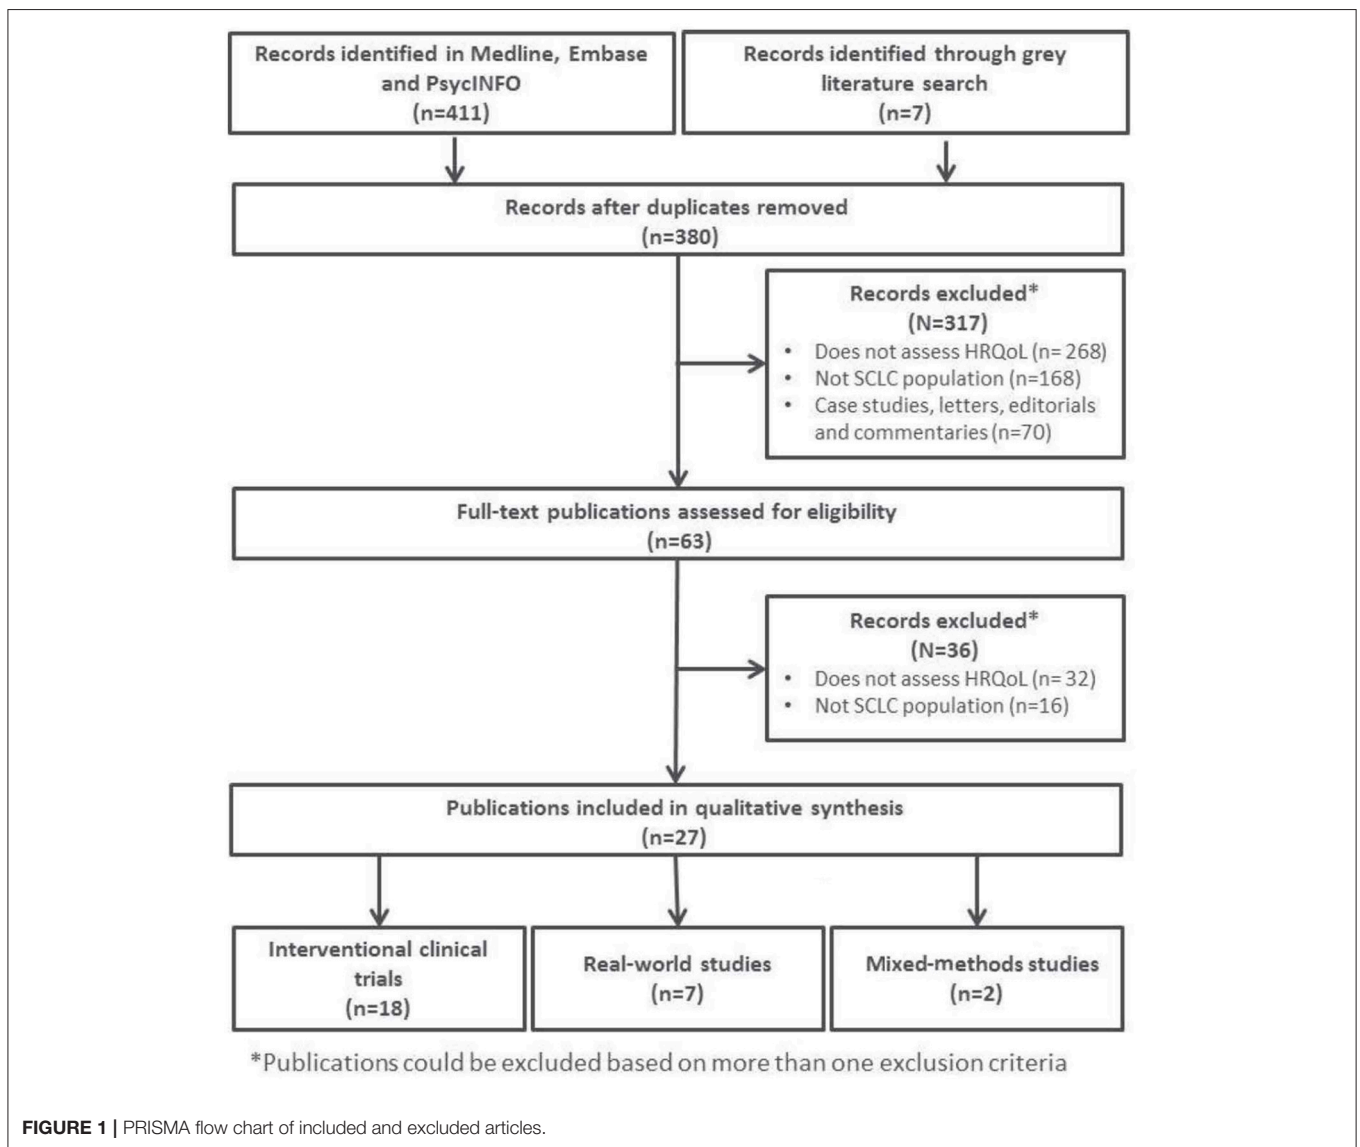 Records identified in Medline, Embase
and PsycINFO
(n=411)
Records identified through grey
literature search
(n=7)
Records after duplicates removed
(n=380)
Records excluded*
(N=317)
• Does not assess HRQoL (n= 268)
• Not SCLC population (n=168)
• Case studies, letters, editorials
and commentaries (n=70)
Full-text publications assessed for eligibility
(n=63)
Records excluded*
(N=36)
• Does not assess HRQoL (n= 32)
• Not SCLC population (n=16)
Publications included in qualitative synthesis
(n=27)
Interventional clinical
trials
(n=18)
Real-world studies
(n=7)
Mixed-methods studies
(n=2)
*Publications could be excluded based on more than one exclusion criteria
FIGURE 1 | PRISMA flow chart of included and excluded articles.